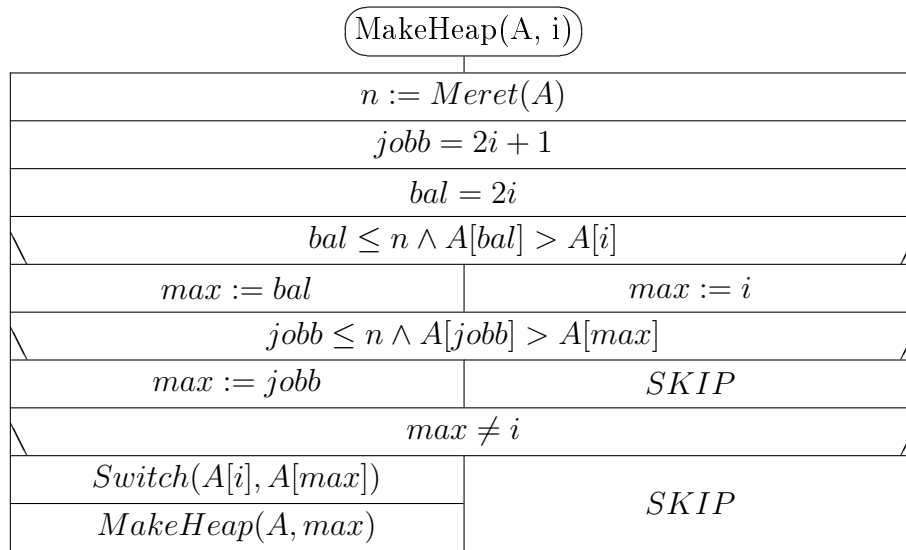 MakeHeap(A, i)
n := Meret(A)
jobb = 2i + 1
bal = 2i
bal ≤ n ∧ A[bal] > A[i]
max := bal max := i
jobb ≤ n ∧ A[jobb] > A[max]
max := jobb SKIP
max ≠ i
Switch(A[i], A[max])
SKIP
MakeHeap(A, max)